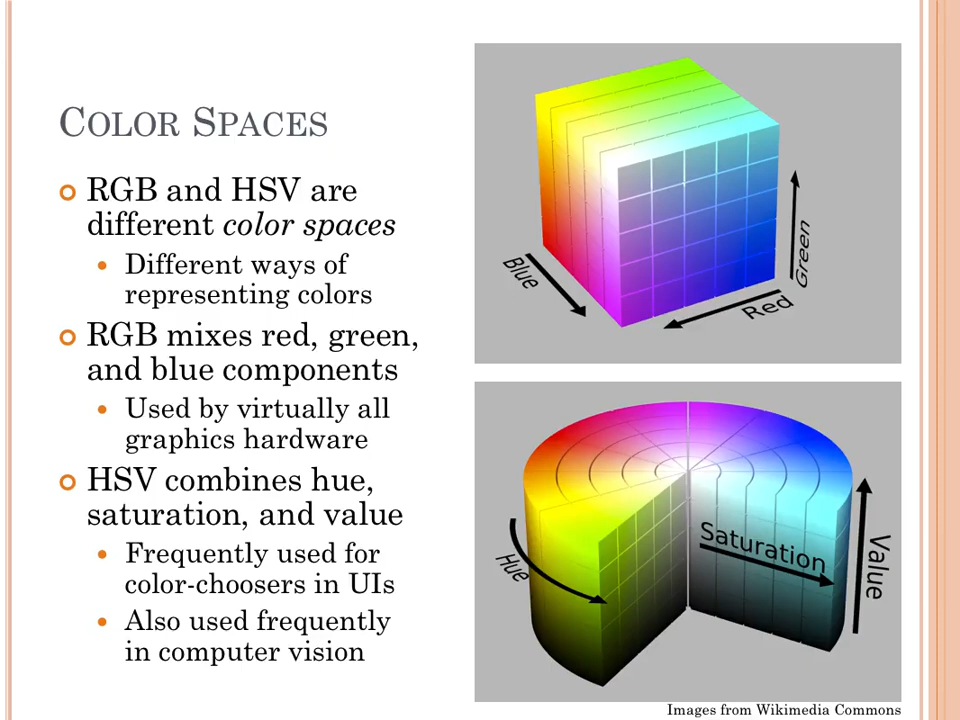 COLOR SPACES
RGB and HSV are
different color spaces
Different ways of
representing colors
RGB mixes red, green,
and blue components
Used by virtually all
graphics hardware
HSV combines hue,
saturation, and value
Frequently used for
color-choosers in UIs
Also used frequently
in computer vision
Blue
Red
Green
Hue
Saturation
Value
Images from Wikimedia Commons